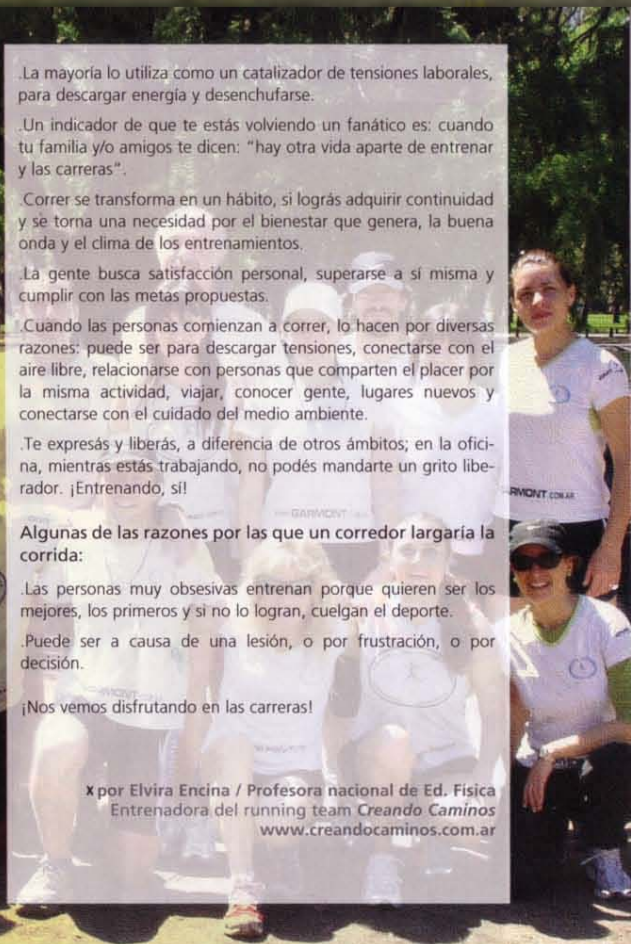 .La mayoría lo utiliza como un catalizador de tensiones laborales,
para descargar energía y desenchufarse.
.Un indicador de que te estás volviendo un fanático es: cuando
tu familia y/o amigos te dicen: "hay otra vida aparte de entrenar
y las carreras".
.Correr se transforma en un hábito, si lográs adquirir continuidad
y se torna una necesidad por el bienestar que genera, la buena
onda y el clima de los entrenamientos.
.La gente busca satisfacción personal, superarse a sí misma y
cumplir con las metas propuestas.
.Cuando las personas comienzan a correr, lo hacen por diversas
razones: puede ser para descargar tensiones, conectarse con el
aire libre, relacionarse con personas que comparten el placer por
la misma actividad, viajar, conocer gente, lugares nuevos y
conectarse con el cuidado del medio ambiente.
.Te expresás y liberás, a diferencia de otros ámbitos; en la ofici-
na, mientras estás trabajando, no podés mandarte un grito libe-
rador. ¡Entrenando, sí!
Algunas de las razones por las que un corredor largaría la
corrida:
.Las personas muy obsesivas entrenan porque quieren ser los
mejores, los primeros y si no lo logran, cuelgan el deporte.
.Puede ser a causa de una lesión, o por frustración, o por
decisión.
¡Nos vemos disfrutando en las carreras!
x por Elvira Encina / Profesora nacional de Ed. Física
Entrenadora del running team Creando Caminos
www.creandocaminos.com.ar
GARMONT
GARMONT.COM.AR